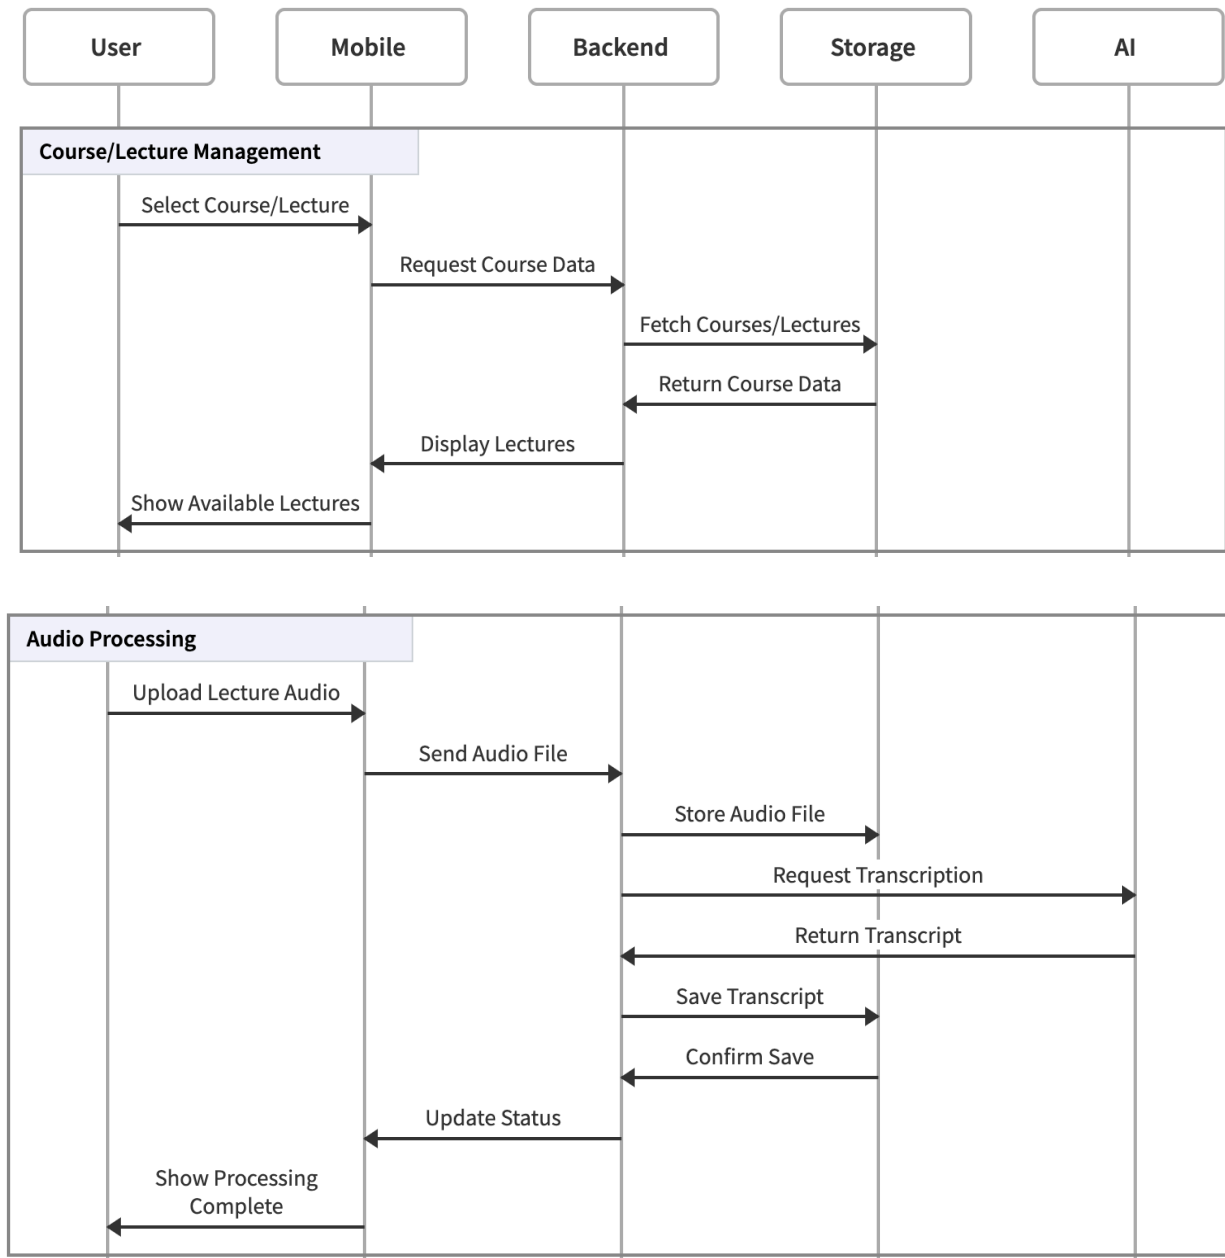 User
Mobile
Backend
Storage
AI
Course/Lecture Management
Select Course/Lecture
Request Course Data
Fetch Courses/Lectures
Return Course Data
Display Lectures
Show Available Lectures
Audio Processing
Upload Lecture Audio
Send Audio File
Store Audio File
Request Transcription
Return Transcript
Save Transcript
Confirm Save
Update Status
Show Processing
Complete